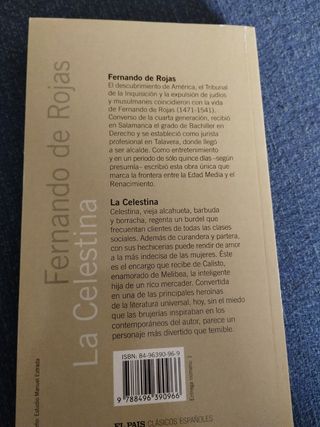 Fernando de Rojas
La Celestina
Fernando de Rojas
El descubrimiento de América, el Tribunal
de la Inquisición y la expulsión de judíos
y musulmanes coincidieron con la vida
de Fernando de Rojas (1471-1541).
Converso de la cuarta generación, recibió
en Salamanca el grado de Bachiller en
Derecho y se estableció como jurista
profesional en Talavera, donde llegó
a ser alcalde. Como entretenimiento
y en un periodo de sólo quince días –según
presumía– escribió esta obra única que
marca la frontera entre la Edad Media y el
Renacimiento.
La Celestina
Celestina, vieja alcahueta, barbuda
y borracha, regenta un burdel que
frecuentan clientes de todas las clases
sociales. Además de curandera y partera,
con sus hechicerías puede rendir de amor
a la más indecisa de las mujeres. Éste
es el encargo que recibe de Calisto,
enamorado de Melibea, la inteligente
hija de un rico mercader. Convertida
en una de las principales heroínas
de la literatura universal, hoy, sin el miedo
que las brujerías inspiraban en los
contemporáneos del autor, parece un
personaje más divertido que temible.
ISBN: 84-96390-96-9
9 788496 390966
Estudio Manuel Estrada
EL PAÍS CLÁSICOS ESPAÑOLES